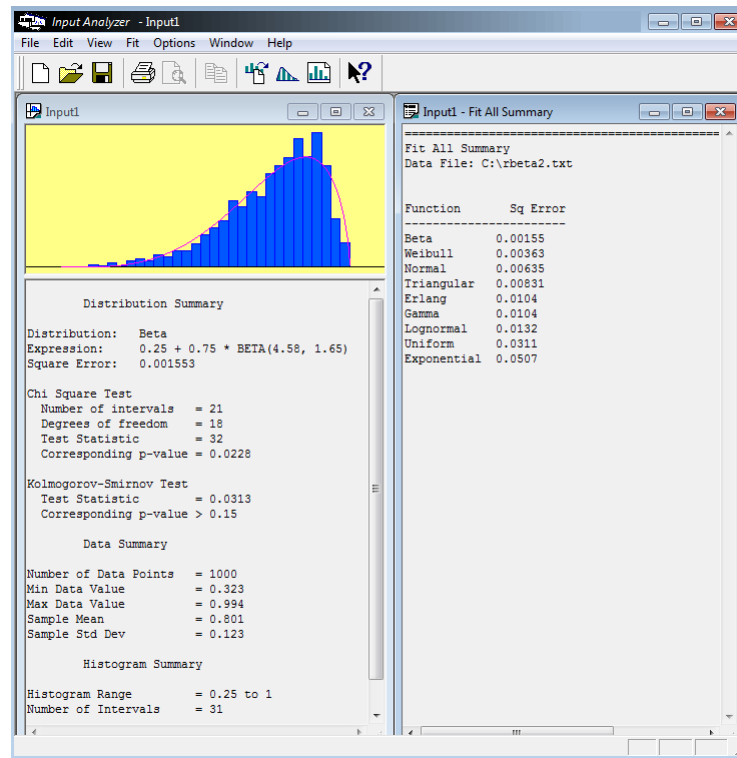 Input Analyzer - Input1
File Edit View Fit Options Window Help
Input1
Distribution Summary
Distribution: Beta
Expression: 0.25 + 0.75 * BETA(4.58, 1.65)
Square Error: 0.001553
Chi Square Test
Number of intervals = 21
Degrees of freedom = 18
Test Statistic = 32
Corresponding p-value = 0.0228
Kolmogorov-Smirnov Test
Test Statistic = 0.0313
Corresponding p-value > 0.15
Data Summary
Number of Data Points = 1000
Min Data Value = 0.323
Max Data Value = 0.994
Sample Mean = 0.801
Sample Std Dev = 0.123
Histogram Summary
Histogram Range = 0.25 to 1
Number of Intervals = 31
Input1 - Fit All Summary
Fit All Summary
Data File: C:\rbeta2.txt
Function Sq Error
Beta 0.00155
Weibull 0.00363
Normal 0.00635
Triangular 0.00831
Erlang 0.0104
Gamma 0.0104
Lognormal 0.0132
Uniform 0.0311
Exponential 0.0507